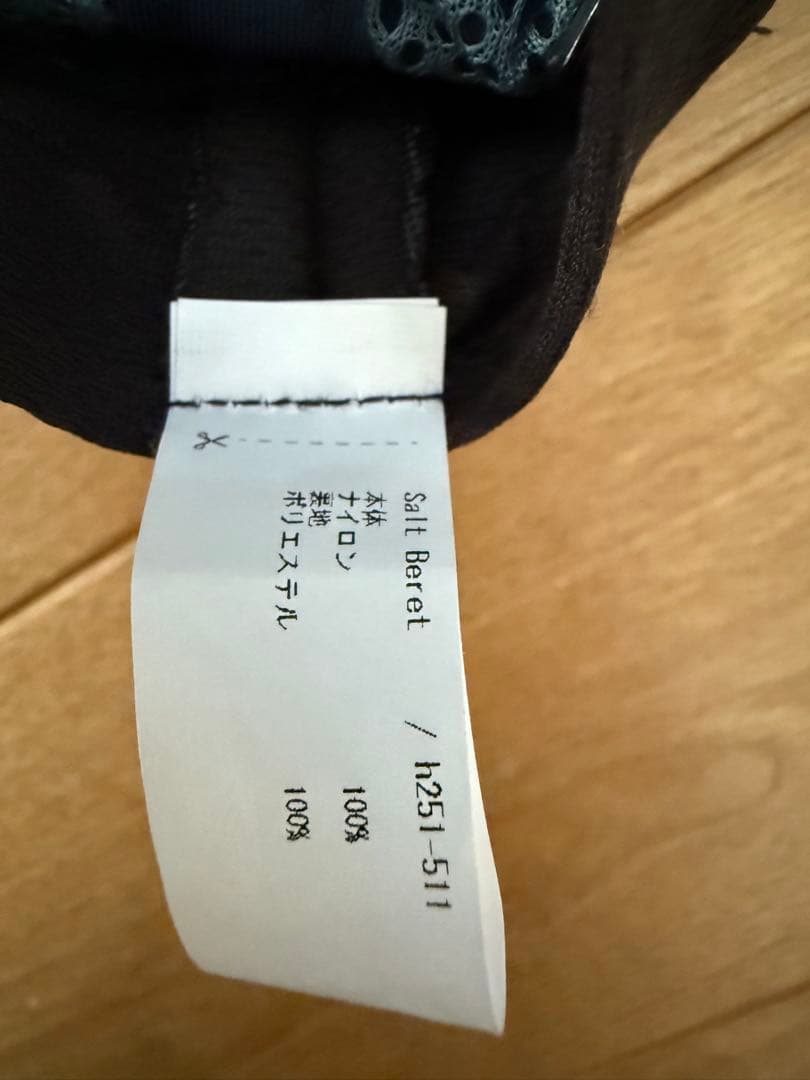 Salt Beret / h251-511
本体
ナイロン 100%
裏地
ポリエステル 100%